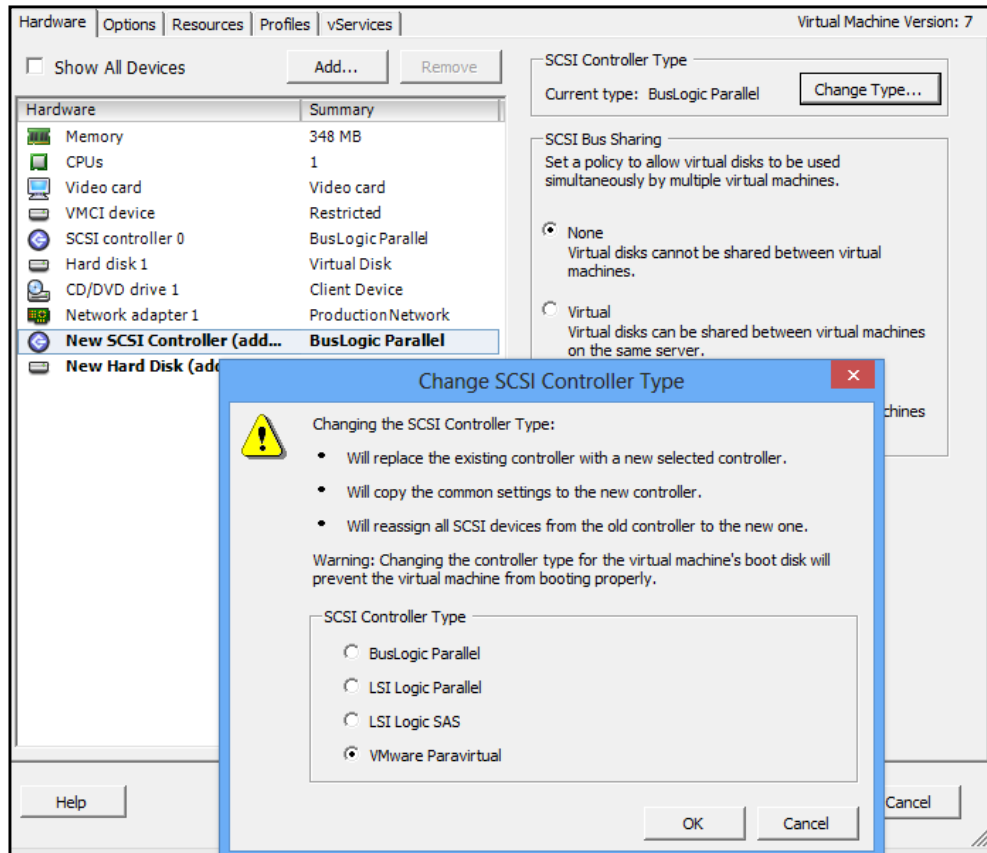 Hardware Options Resources Profiles vServices Virtual Machine Version: 7
Show All Devices Add... Remove
Hardware Summary
Memory 348 MB
CPUs 1
Video card Video card
VMCI device Restricted
SCSI controller 0 BusLogic Parallel
Hard disk 1 Virtual Disk
CD/DVD drive 1 Client Device
Network adapter 1 ProductionNetwork
New SCSI Controller (add... BusLogic Parallel
New Hard Disk (add
SCSI Controller Type
Current type: BusLogic Parallel Change Type...
SCSI Bus Sharing
Set a policy to allow virtual disks to be used
simultaneously by multiple virtual machines.
None
Virtual disks cannot be shared between virtual
machines.
Virtual
Virtual disks can be shared between virtual machines
on the same server.
chines
Change SCSI Controller Type
Changing the SCSI Controller Type:
• Will replace the existing controller with a new selected controller.
• Will copy the common settings to the new controller.
• Will reassign all SCSI devices from the old controller to the new one.
Warning: Changing the controller type for the virtual machine's boot disk will
prevent the virtual machine from booting properly.
SCSI Controller Type
BusLogic Parallel
LSI Logic Parallel
LSI Logic SAS
VMware Paravirtual
OK Cancel
Help Cancel